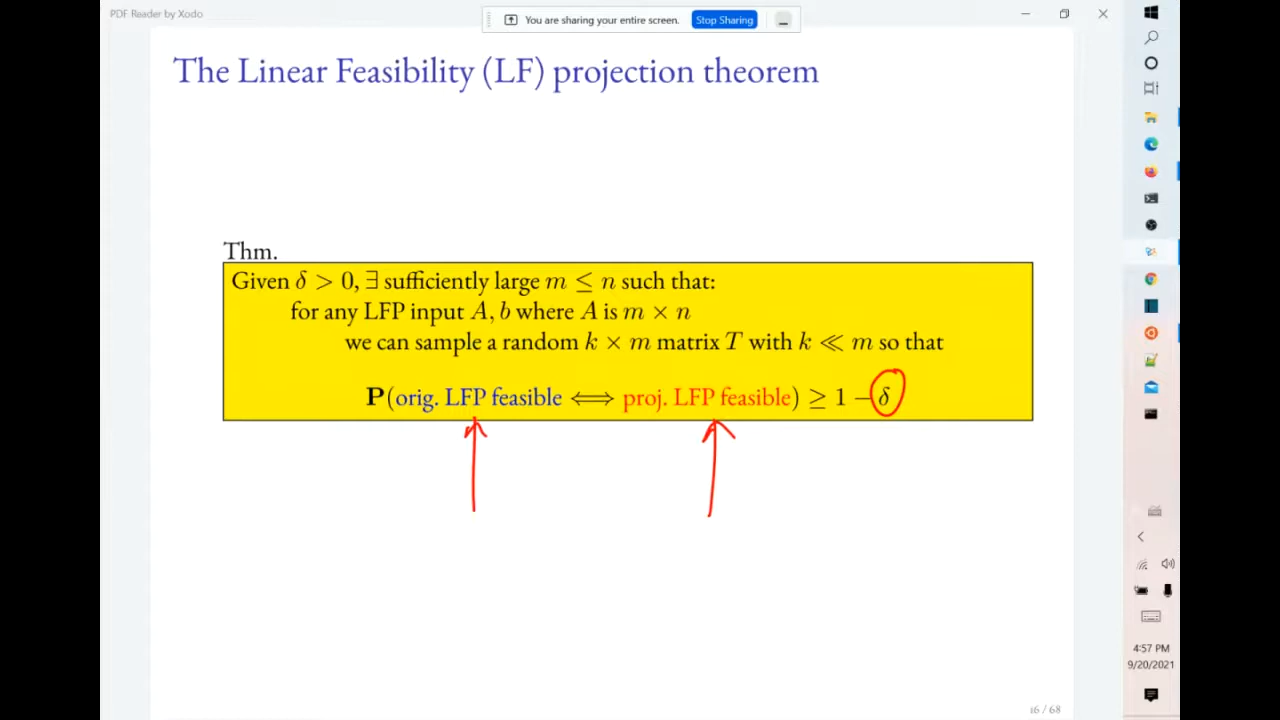 PDF Reader by Xodo
You are sharing your entire screen. Stop Sharing
The Linear Feasibility (LF) projection theorem
Thm.
Given δ > 0, ∃ sufficiently large m ≤ n such that:
for any LFP input A, b where A is m × n
we can sample a random k × m matrix T with k ≪ m so that
P(orig. LFP feasible ⟺ proj. LFP feasible) ≥ 1 − δ
16 / 68
4:57 PM
9/20/2021